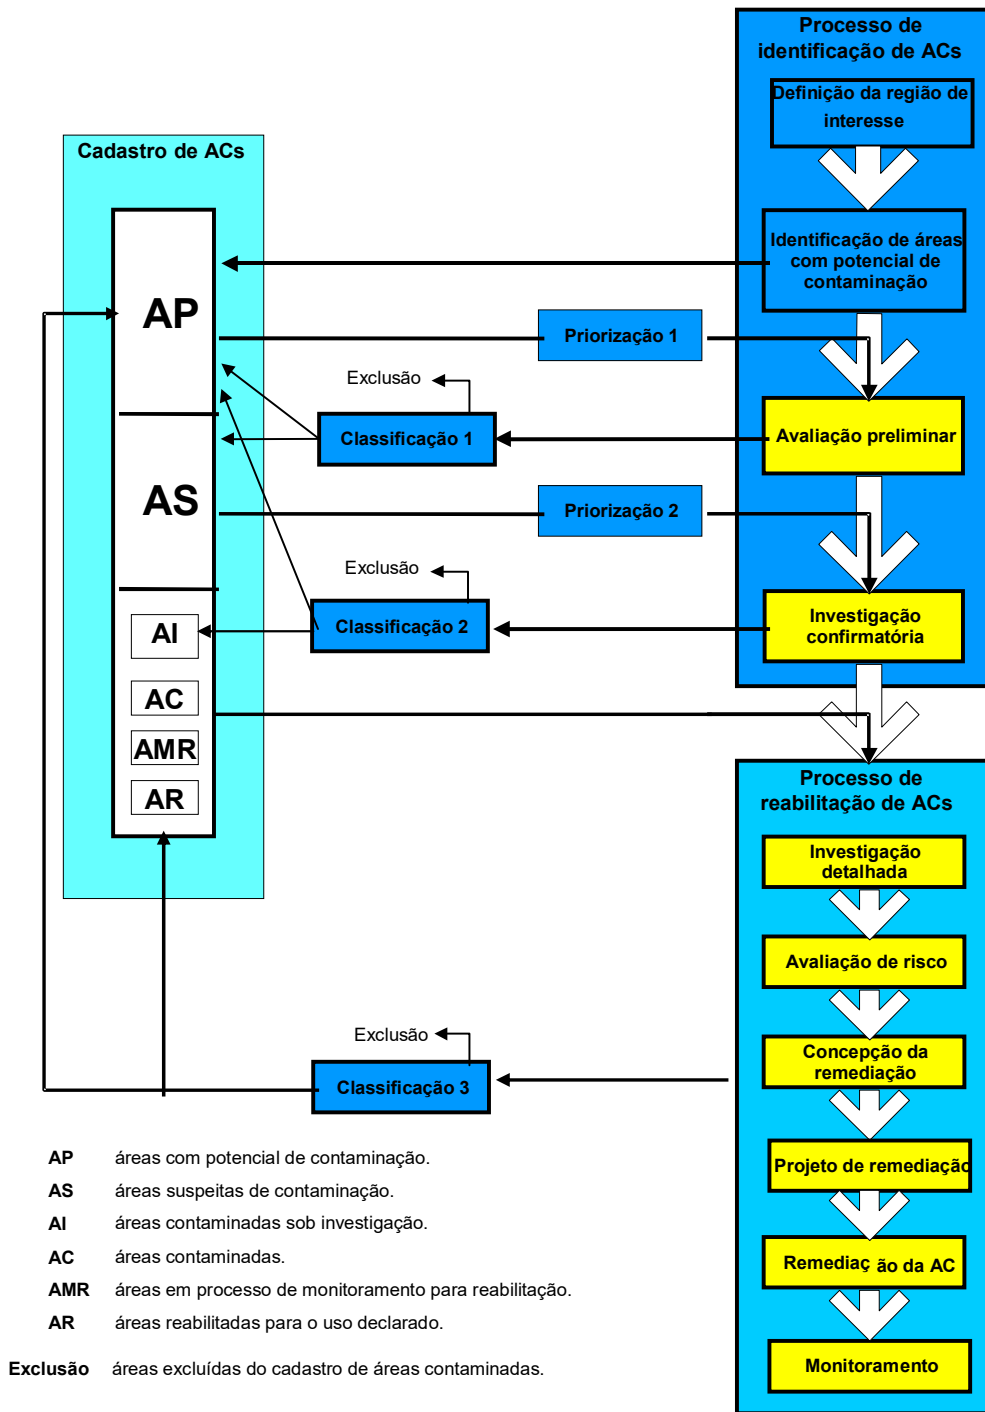 Processo de
identificação de ACs
Definição da região de
interesse
Cadastro de ACs
Identificação de áreas
com potencial de
contaminação
AP
Priorização 1
Exclusão
Classificação 1
Avaliação preliminar
AS
Priorização 2
Exclusão
Classificação 2
Investigação
confirmatória
AI
AC
AMR
AR
Processo de
reabilitação de ACs
Investigação
detalhada
Avaliação de risco
Exclusão
Classificação 3
Concepção da
remediação
Projeto de remediação
Remediaç ão da AC
Monitoramento
AP áreas com potencial de contaminação.
AS áreas suspeitas de contaminação.
AI áreas contaminadas sob investigação.
AC áreas contaminadas.
AMR áreas em processo de monitoramento para reabilitação.
AR áreas reabilitadas para o uso declarado.
Exclusão áreas excluídas do cadastro de áreas contaminadas.